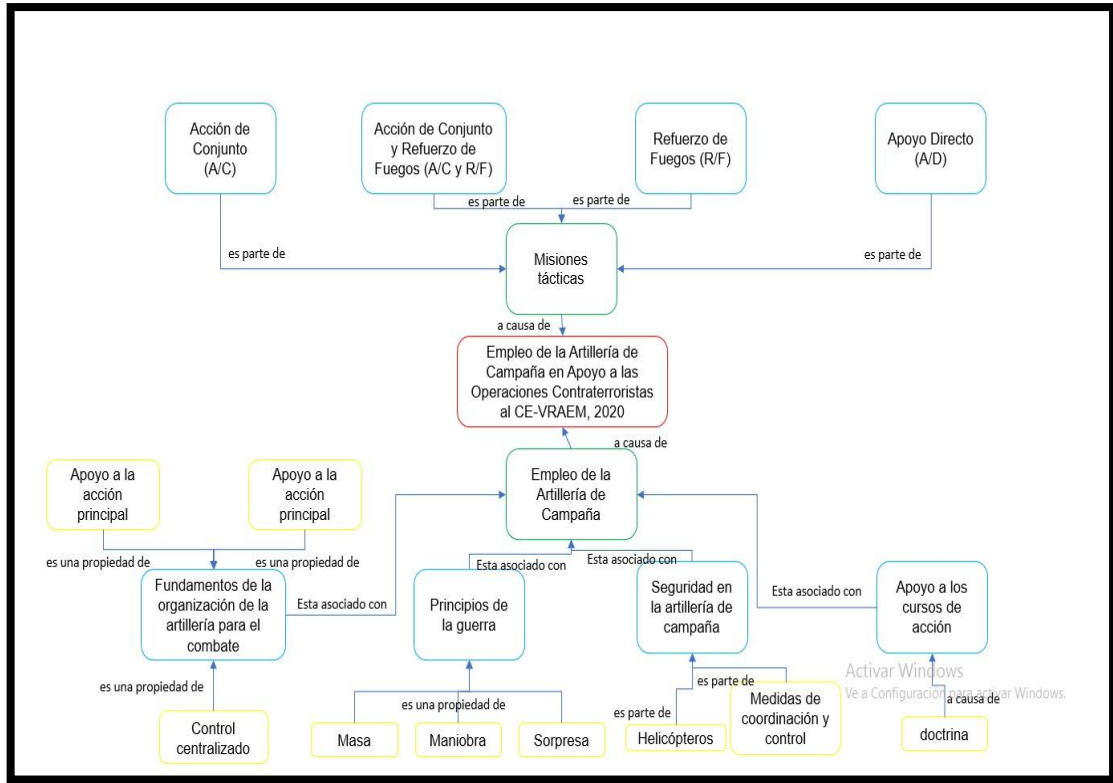 Acción de
Conjunto
(A/C)
Acción de Conjunto
y Refuerzo de
Fuegos (A/C y R/F)
Refuerzo de
Fuegos (R/F)
Apoyo Directo
(A/D)
es parte de
es parte de
es parte de
es parte de
Misiones
tácticas
a causa de
Empleo de la Artillería de
Campaña en Apoyo a las
Operaciones Contraterroristas
al CE-VRAEM, 2020
a causa de
Empleo de la
Artillería de
Campaña
Apoyo a la
acción
principal
Apoyo a la
acción
principal
es una propiedad de
es una propiedad de
Esta asociado con
Esta asociado con
Fundamentos de la
organización de la
artillería para el
combate
Esta asociado con
Principios de
la guerra
Seguridad en
la artillería de
campaña
Esta asociado con
Apoyo a los
cursos de
acción
Activar Windows
Ve a Configuración para activar Windows.
es una propiedad de
es una propiedad de
es parte de
es parte de
a causa de
Control
centralizado
Masa
Maniobra
Sorpresa
Helicópteros
Medidas de
coordinación y
control
doctrina